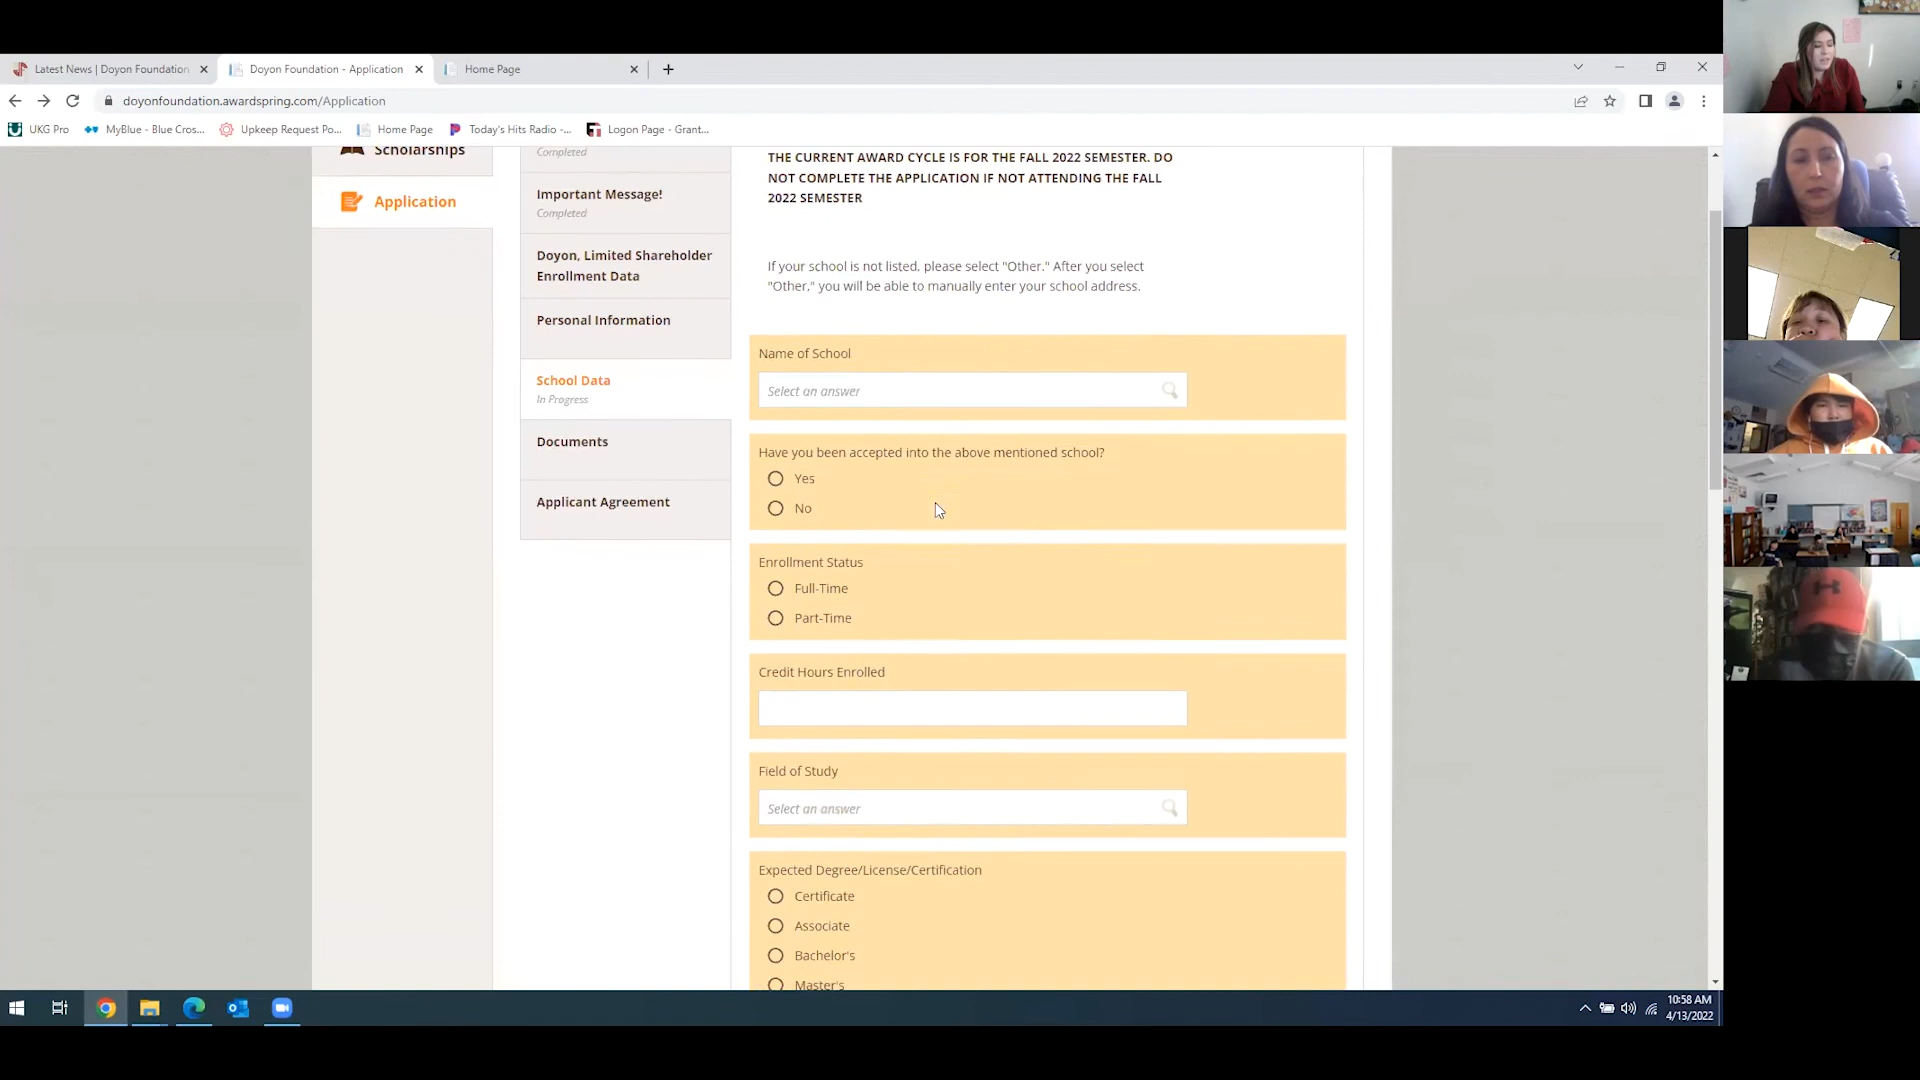 Latest News | Doyon Foundation
Doyon Foundation - Application
Home Page
doyonfoundation.awardspring.com/Application
UKG Pro
MyBlue - Blue Cros...
Upkeep Request Po...
Home Page
Today's Hits Radio -...
Logon Page - Grant...
Scholarships
Application
Completed
Important Message!
Completed
Doyon, Limited Shareholder
Enrollment Data
Personal Information
School Data
In Progress
Documents
Applicant Agreement
THE CURRENT AWARD CYCLE IS FOR THE FALL 2022 SEMESTER. DO
NOT COMPLETE THE APPLICATION IF NOT ATTENDING THE FALL
2022 SEMESTER
If your school is not listed, please select "Other." After you select
"Other," you will be able to manually enter your school address.
Name of School
Select an answer
Have you been accepted into the above mentioned school?
Yes
No
Enrollment Status
Full-Time
Part-Time
Credit Hours Enrolled
Field of Study
Select an answer
Expected Degree/License/Certification
Certificate
Associate
Bachelor's
Master's
10:58 AM
4/13/2022